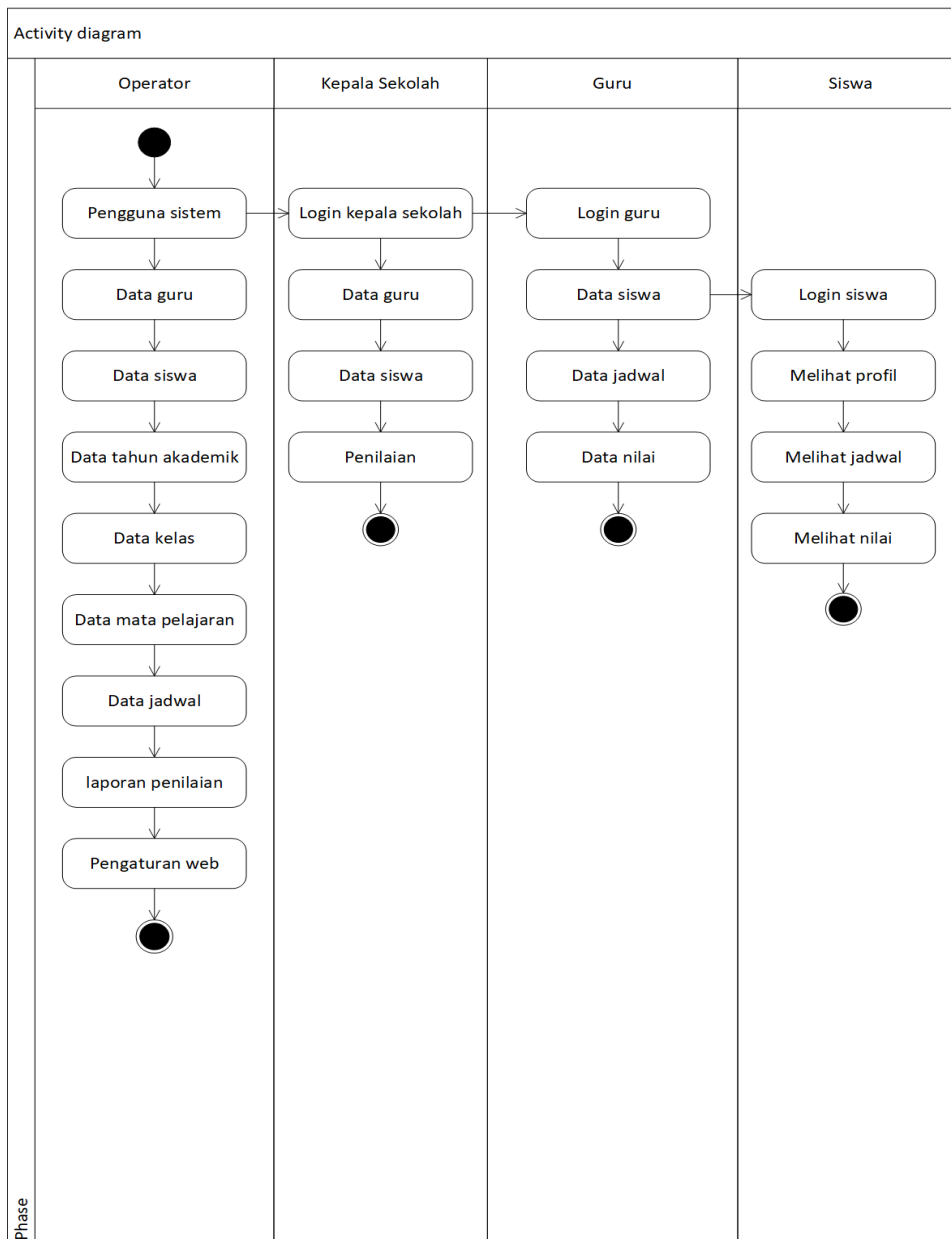 Activity diagram
Operator
Kepala Sekolah
Guru
Siswa
Pengguna sistem
Login kepala sekolah
Login guru
Data guru
Data guru
Data siswa
Login siswa
Data siswa
Data siswa
Data jadwal
Melihat profil
Data tahun akademik
Penilaian
Data nilai
Melihat jadwal
Data kelas
Melihat nilai
Data mata pelajaran
Data jadwal
laporan penilaian
Pengaturan web
Phase